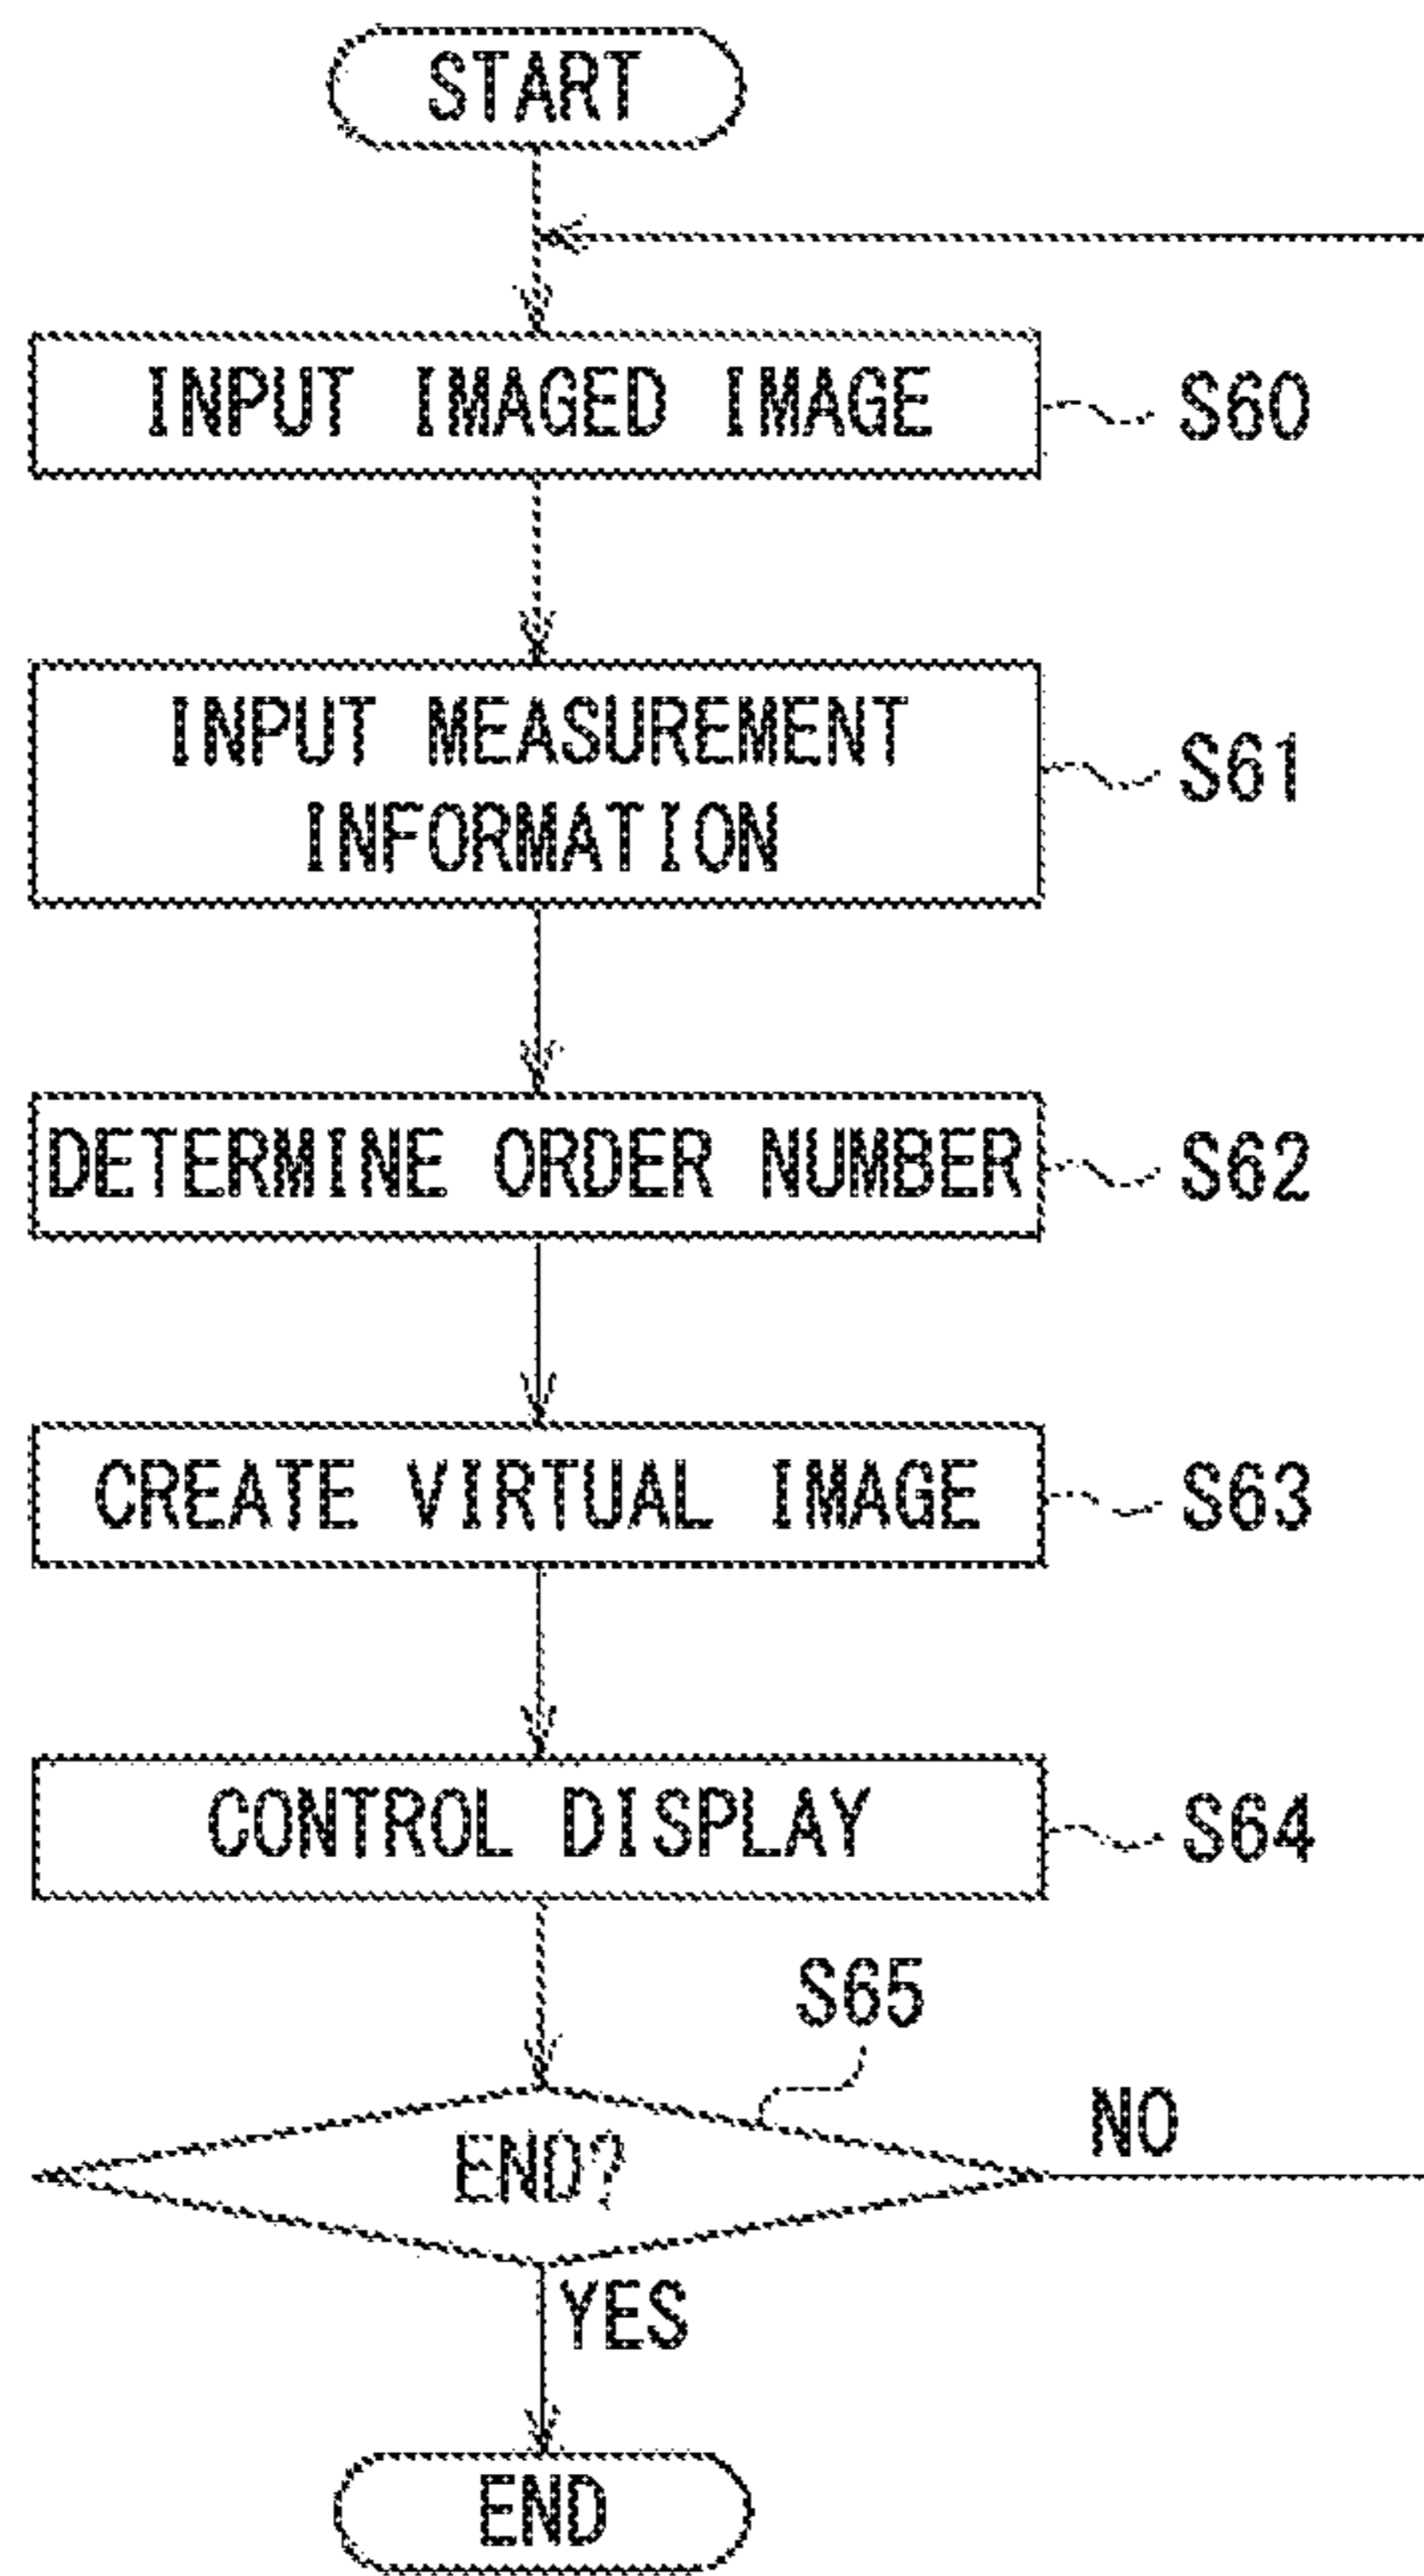 START
INPUT IMAGED IMAGE
S60
INPUT MEASUREMENT
INFORMATION
S61
DETERMINE ORDER NUMBER
S62
CREATE VIRTUAL IMAGE
S63
CONTROL DISPLAY
S64
S65
END?
NO
YES
END